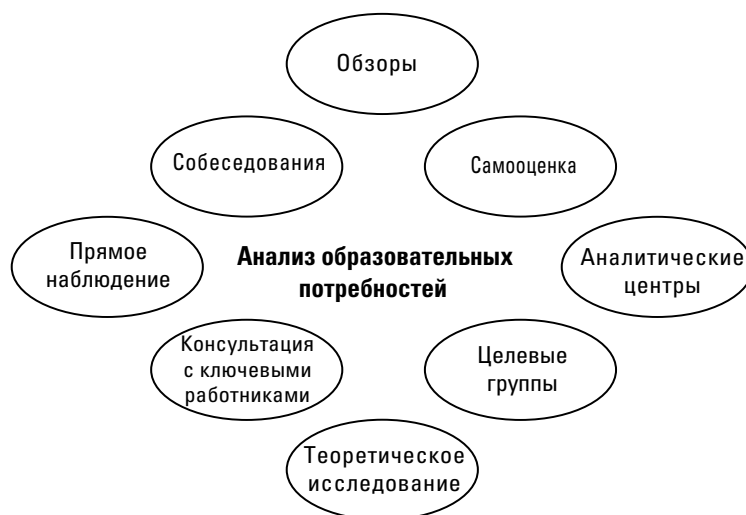 Обзоры
Собеседования
Самооценка
Прямое
наблюдение
Анализ образовательных
потребностей
Аналитические
центры
Консультация
с ключевыми
работниками
Целевые
группы
Теоретическое
исследование